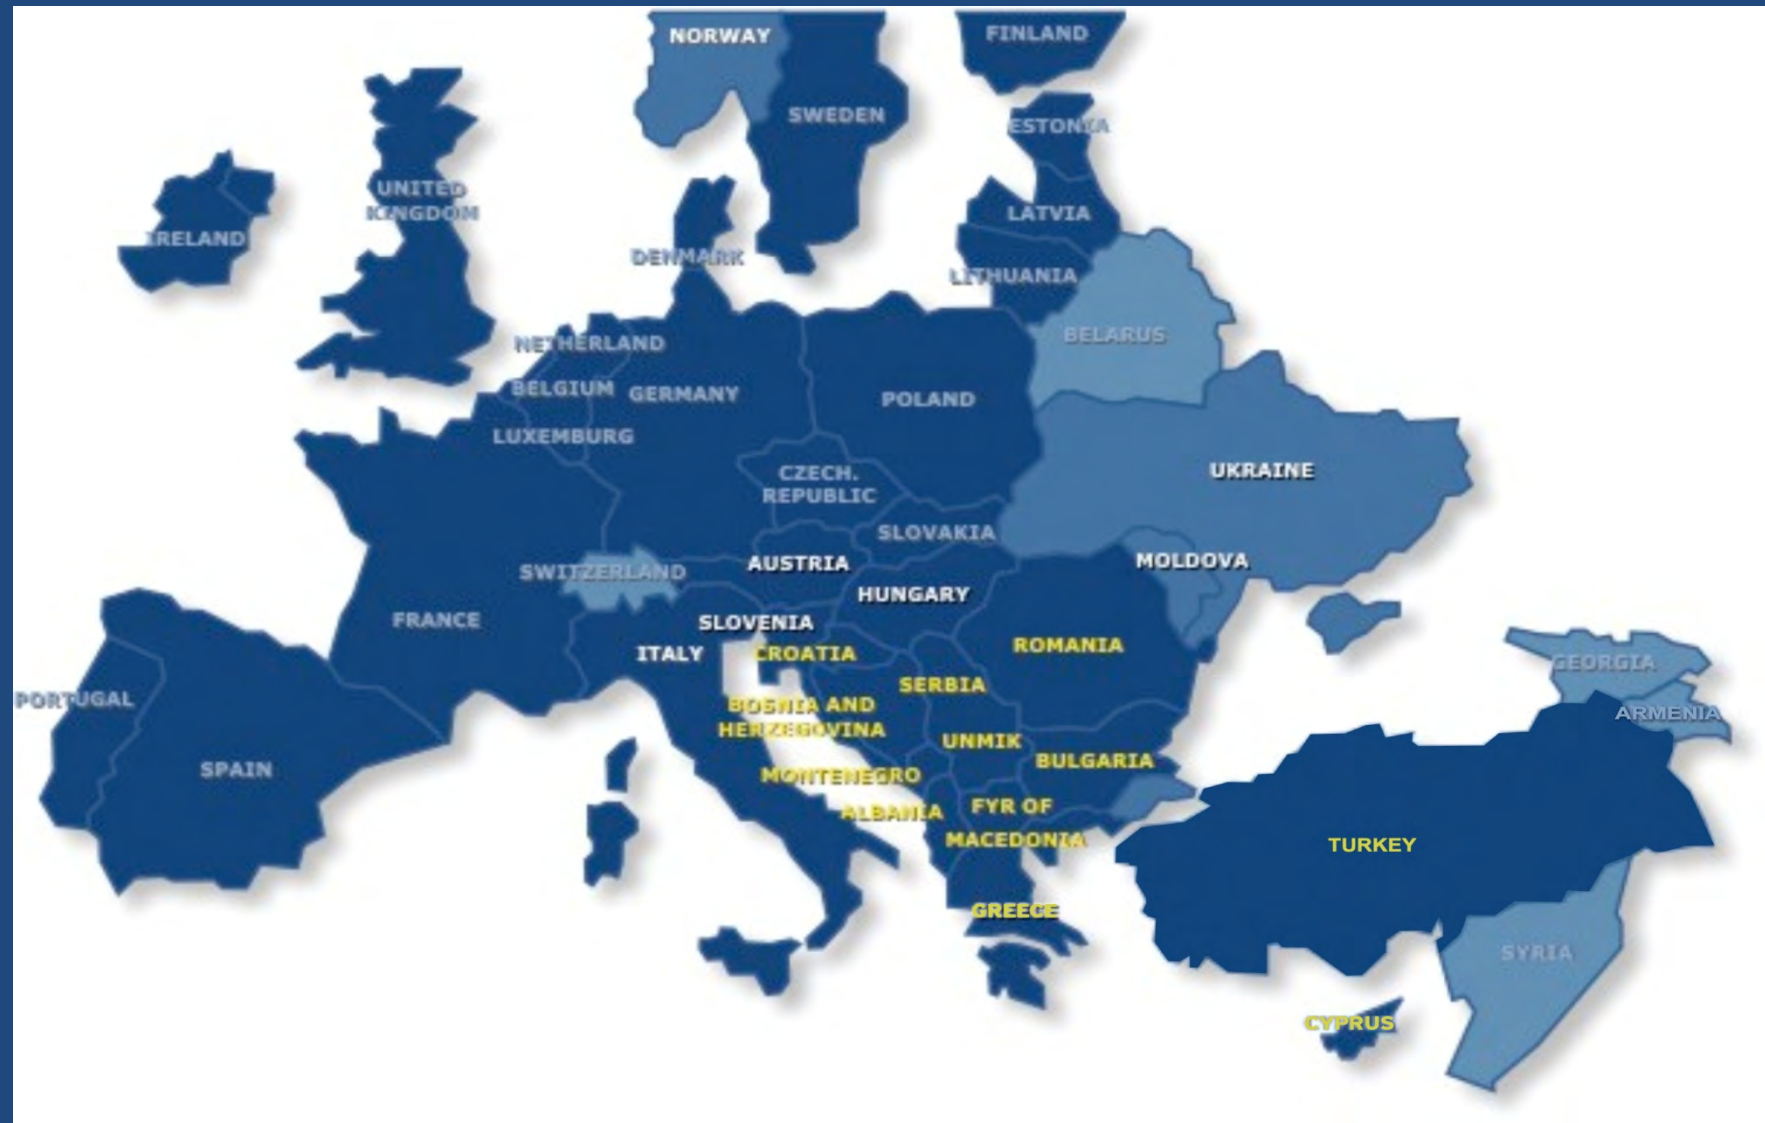 NORWAY
FINLAND
SWEDEN
ESTONIA
UNITED
KINGDOM
LATVIA
IRELAND
DENMARK
LITHUANIA
BELARUS
NETHERLAND
BELGIUM
GERMANY
POLAND
LUXEMBURG
CZECH.
REPUBLIC
UKRAINE
SLOVAKIA
AUSTRIA
MOLDOVA
SWITZERLAND
HUNGARY
FRANCE
SLOVENIA
ITALY
CROATIA
ROMANIA
GEORGIA
SERBIA
PORTUGAL
BOSNIA AND
HERZEGOVINA
ARMENIA
UNMIK
BULGARIA
SPAIN
MONTENEGRO
ALBANIA
FYR OF
MACEDONIA
TURKEY
GREECE
SYRIA
CYPRUS